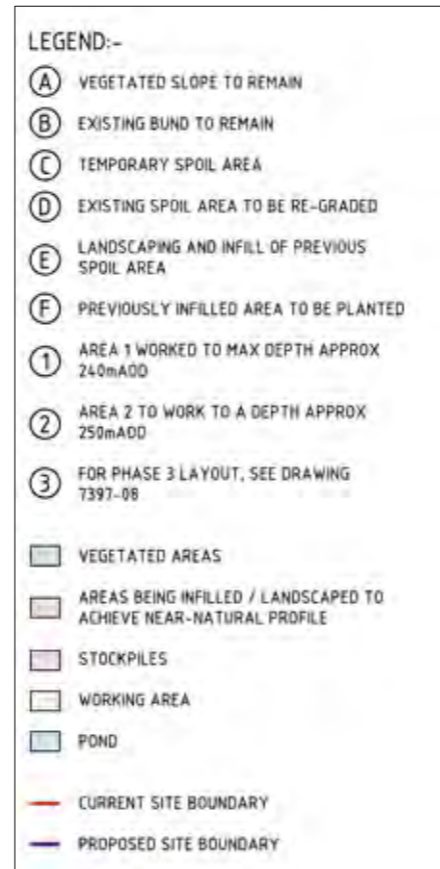 LEGEND:-
A VEGETATED SLOPE TO REMAIN
B EXISTING BUND TO REMAIN
C TEMPORARY SPOIL AREA
D EXISTING SPOIL AREA TO BE RE-GRADED
E LANDSCAPING AND INFILL OF PREVIOUS
SPOIL AREA
F PREVIOUSLY INFILLED AREA TO BE PLANTED
1 AREA 1 WORKED TO MAX DEPTH APPROX
240mAOD
2 AREA 2 TO WORK TO A DEPTH APPROX
250mAOD
3 FOR PHASE 3 LAYOUT, SEE DRAWING
7397-08
VEGETATED AREAS
AREAS BEING INFILLED / LANDSCAPED TO
ACHIEVE NEAR-NATURAL PROFILE
STOCKPILES
WORKING AREA
POND
CURRENT SITE BOUNDARY
PROPOSED SITE BOUNDARY